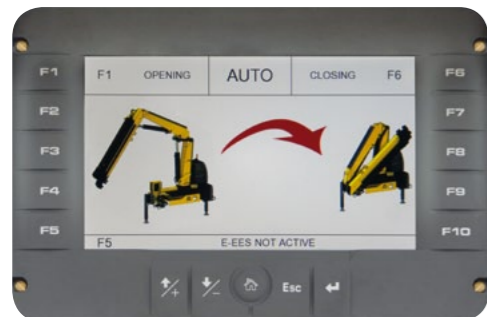 F1 F1 OPENING AUTO CLOSING F6 F6
F2 F7
F3 F8
F4 F9
F5 F5 E-EES NOT ACTIVE F10
+ - Esc